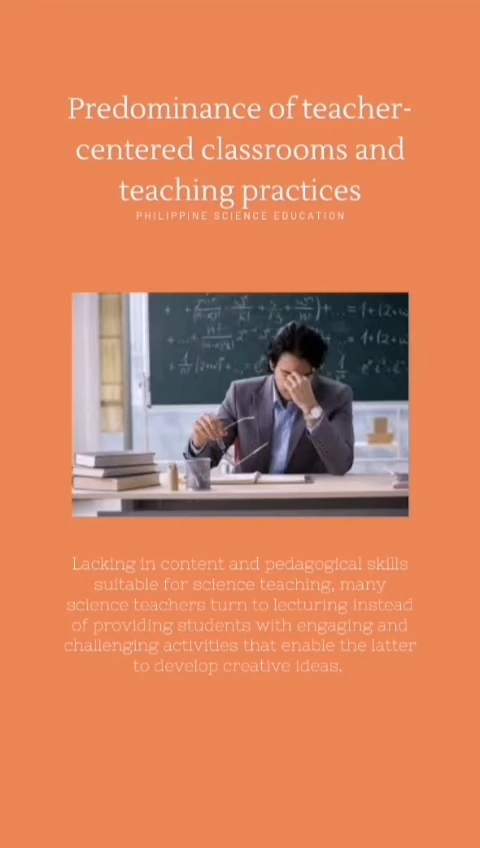 Predominance of teacher-
centered classrooms and
teaching practices
PHILIPPINE SCIENCE EDUCATION
Lacking in content and pedagogical skills
suitable for science teaching, many
science teachers turn to lecturing instead
of providing students with engaging and
challenging activities that enable the latter
to develop creative ideas.